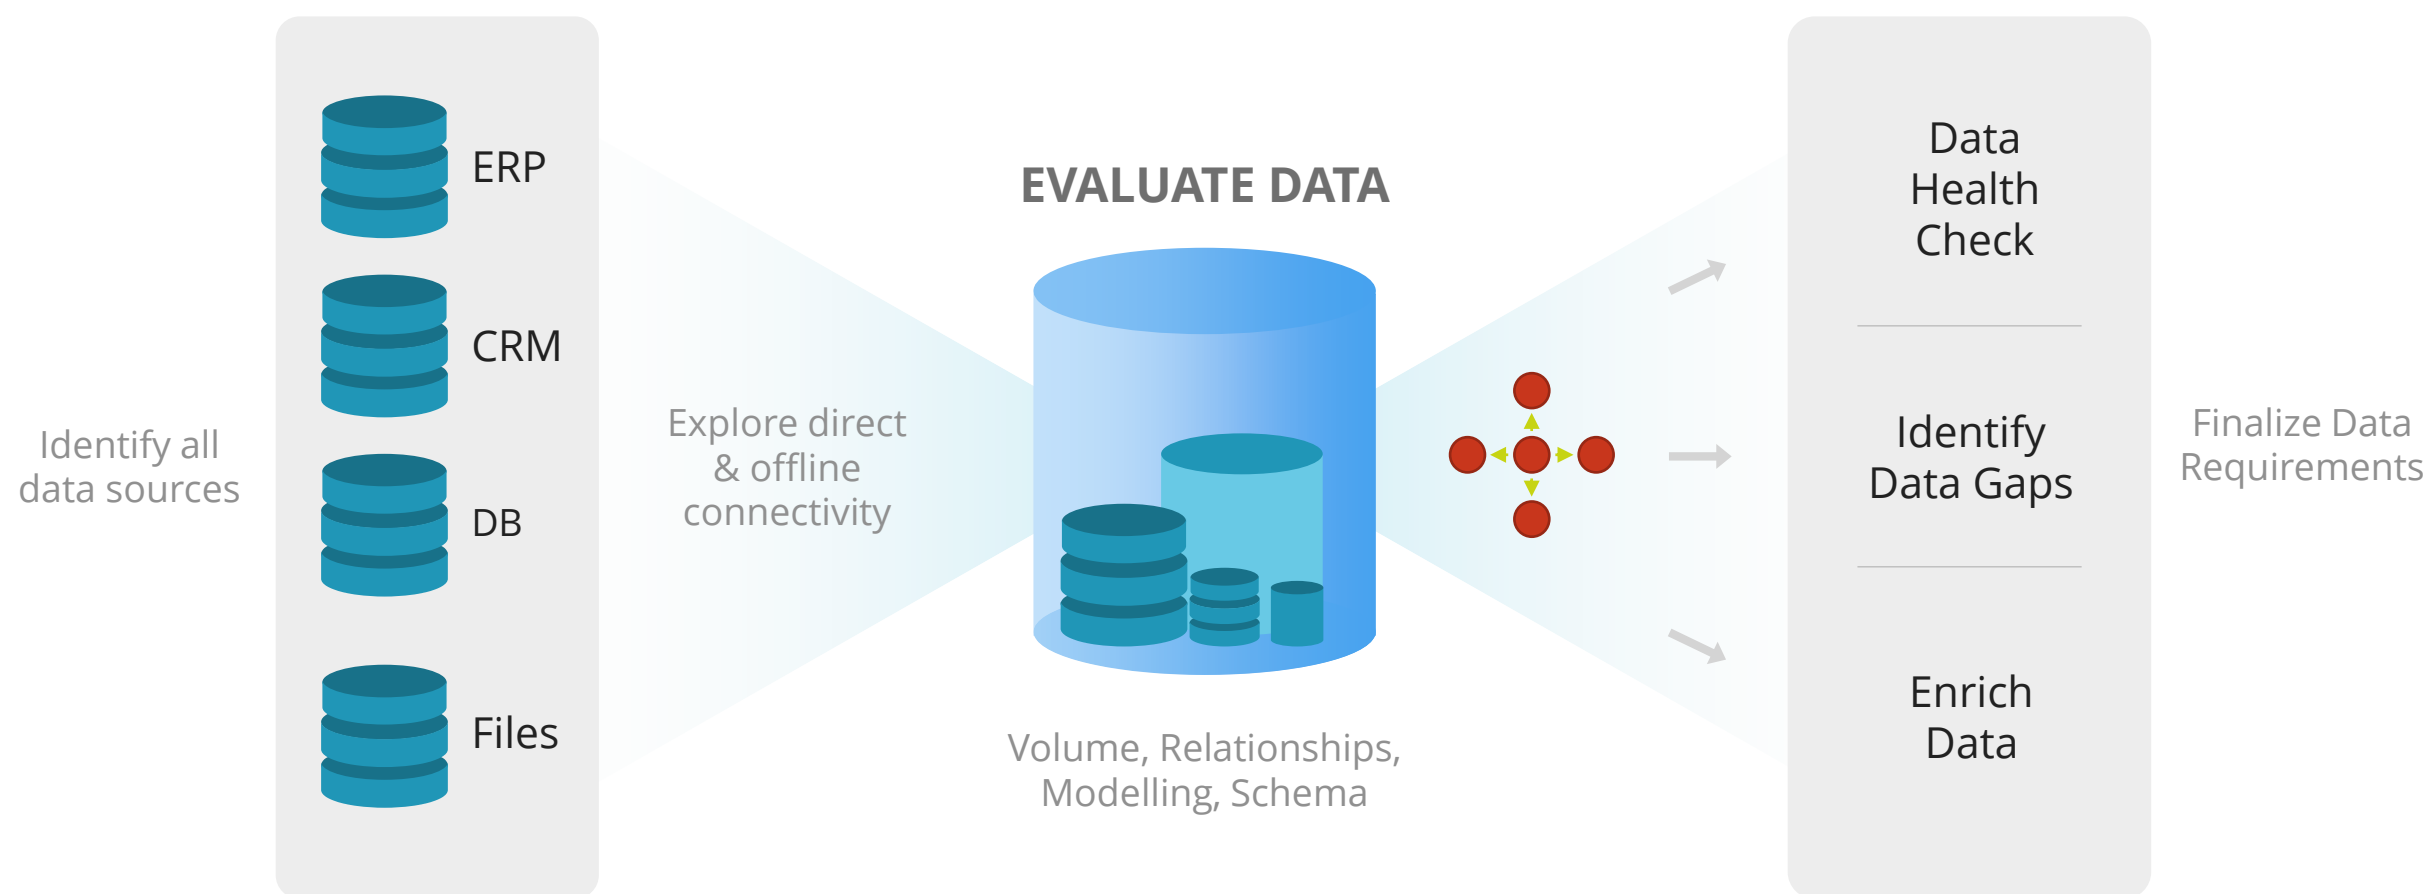 Identify all
data sources
ERP
CRM
DB
Files
Explore direct
& offline
connectivity
EVALUATE DATA
Volume, Relationships,
Modelling, Schema
Data
Health
Check
Identify
Data Gaps
Enrich
Data
Finalize Data
Requirements